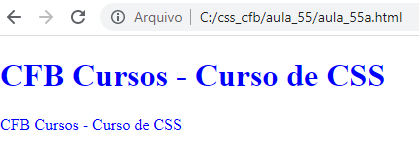 Arquivo C:/css_cfb/aula_55/aula_55a.html
CFB Cursos - Curso de CSS
CFB Cursos - Curso de CSS